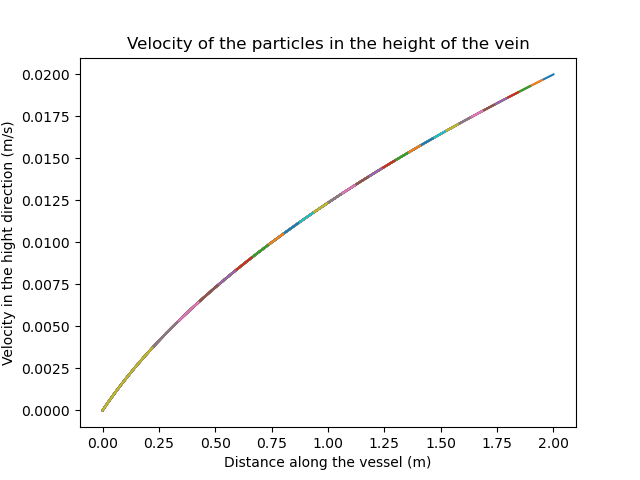 Velocity of the particles in the height of the vein
Velocity in the hight direction (m/s)
0.0200
0.0175
0.0150
0.0125
0.0100
0.0075
0.0050
0.0025
0.0000
0.00 0.25 0.50 0.75 1.00 1.25 1.50 1.75 2.00
Distance along the vessel (m)